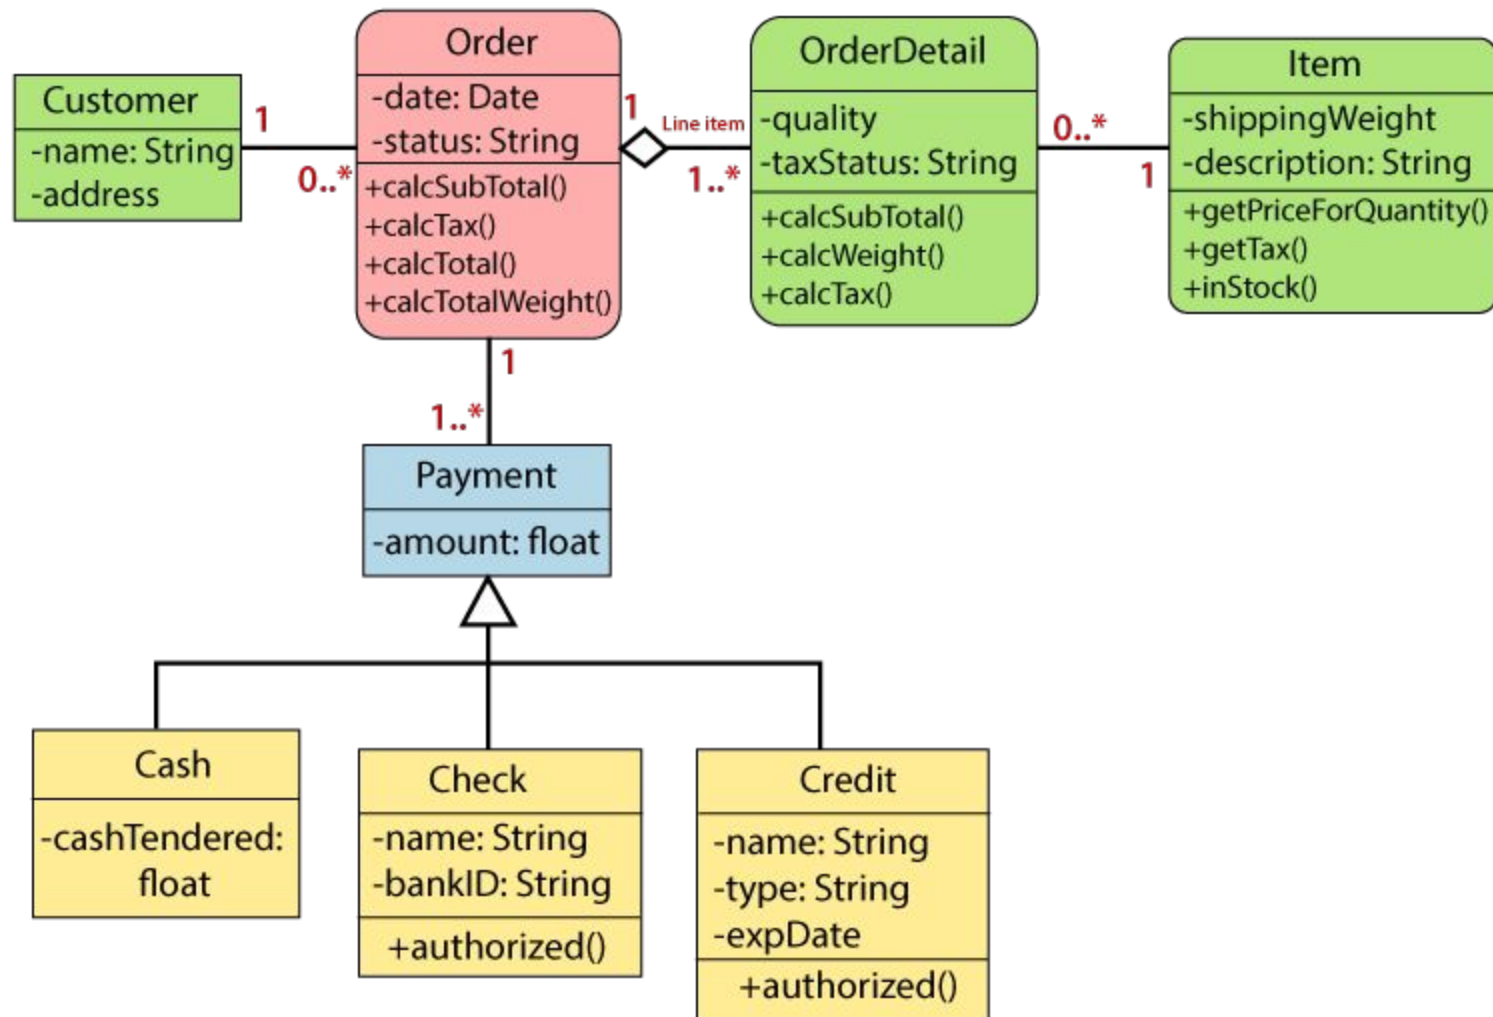 Customer
-name: String
-address
1
0..*
Order
-date: Date
-status: String
+calcSubTotal()
+calcTax()
+calcTotal()
+calcTotalWeight()
1
Line item
1..*
OrderDetail
-quality
-taxStatus: String
+calcSubTotal()
+calcWeight()
+calcTax()
0..*
1
Item
-shippingWeight
-description: String
+getPriceForQuantity()
+getTax()
+inStock()
1
1..*
Payment
-amount: float
Cash
-cashTendered:
float
Check
-name: String
-bankID: String
+authorized()
Credit
-name: String
-type: String
-expDate
+authorized()